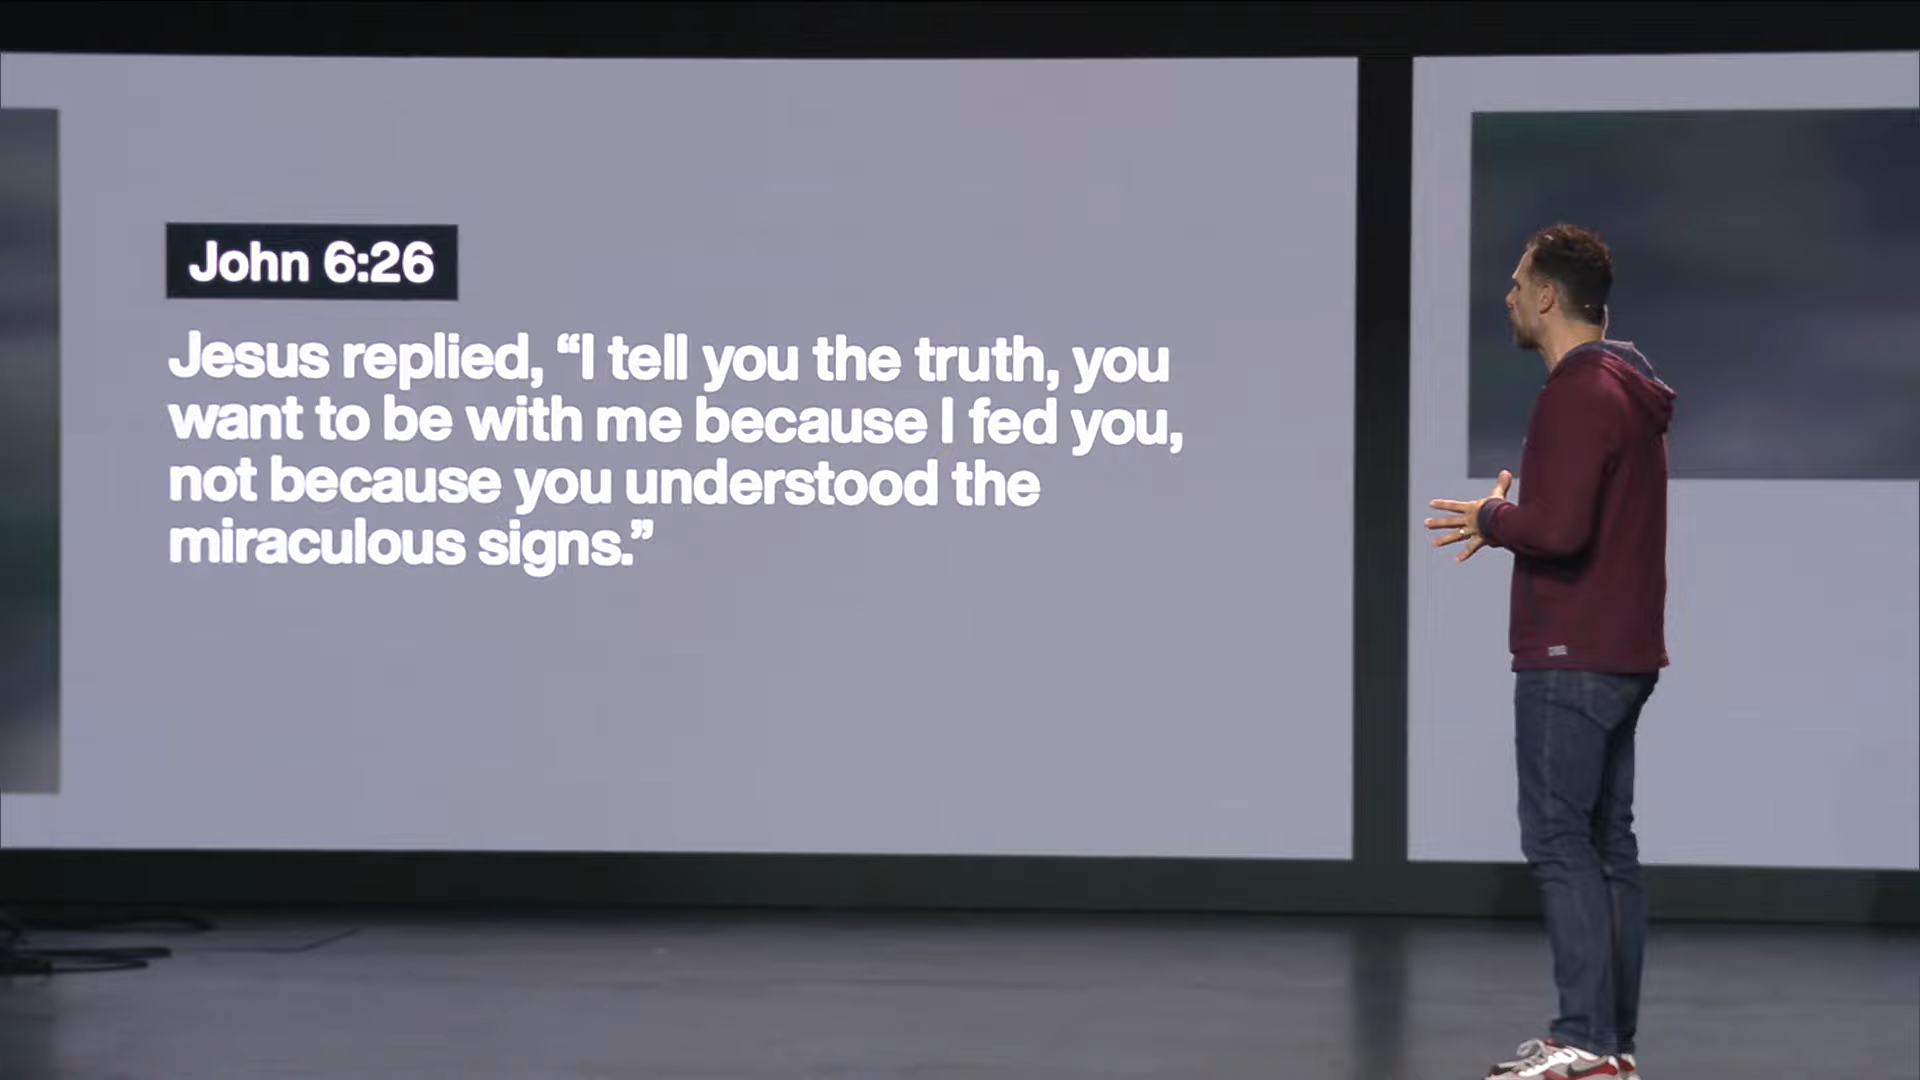 John 6:26
Jesus replied, “I tell you the truth, you
want to be with me because I fed you,
not because you understood the
miraculous signs.”